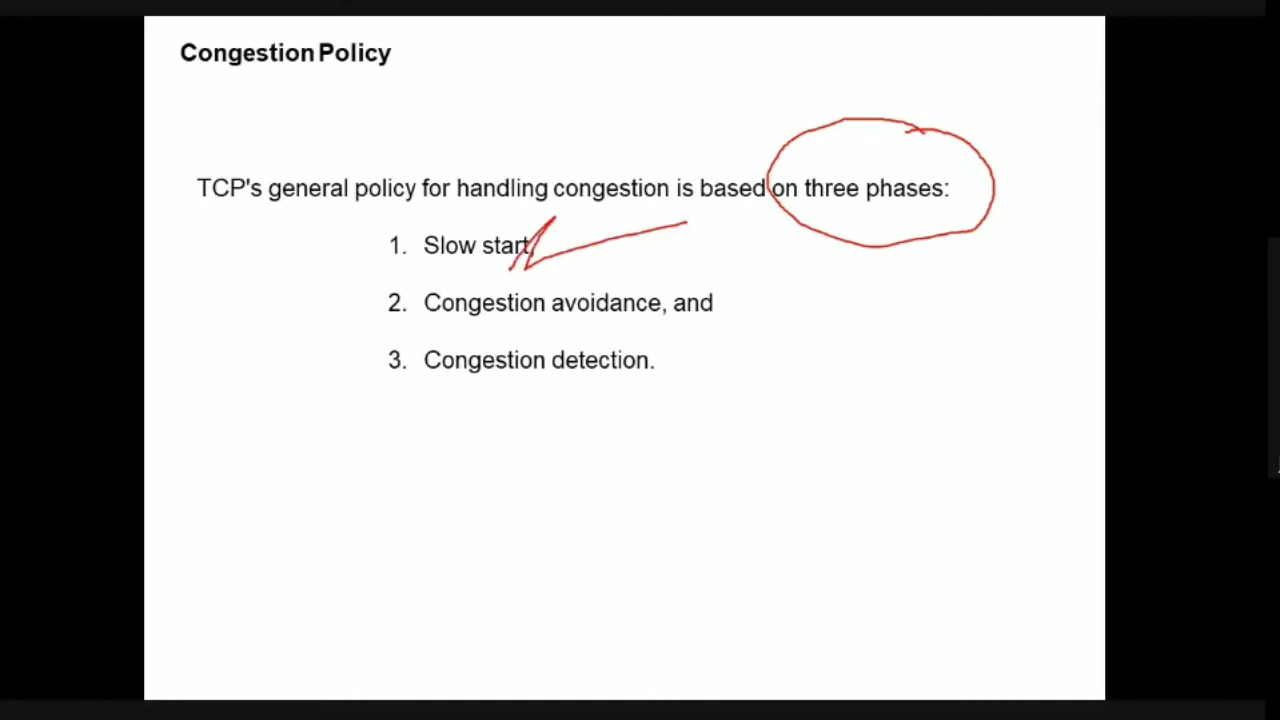 Congestion Policy
TCP's general policy for handling congestion is based on three phases:
1. Slow start,
2. Congestion avoidance, and
3. Congestion detection.